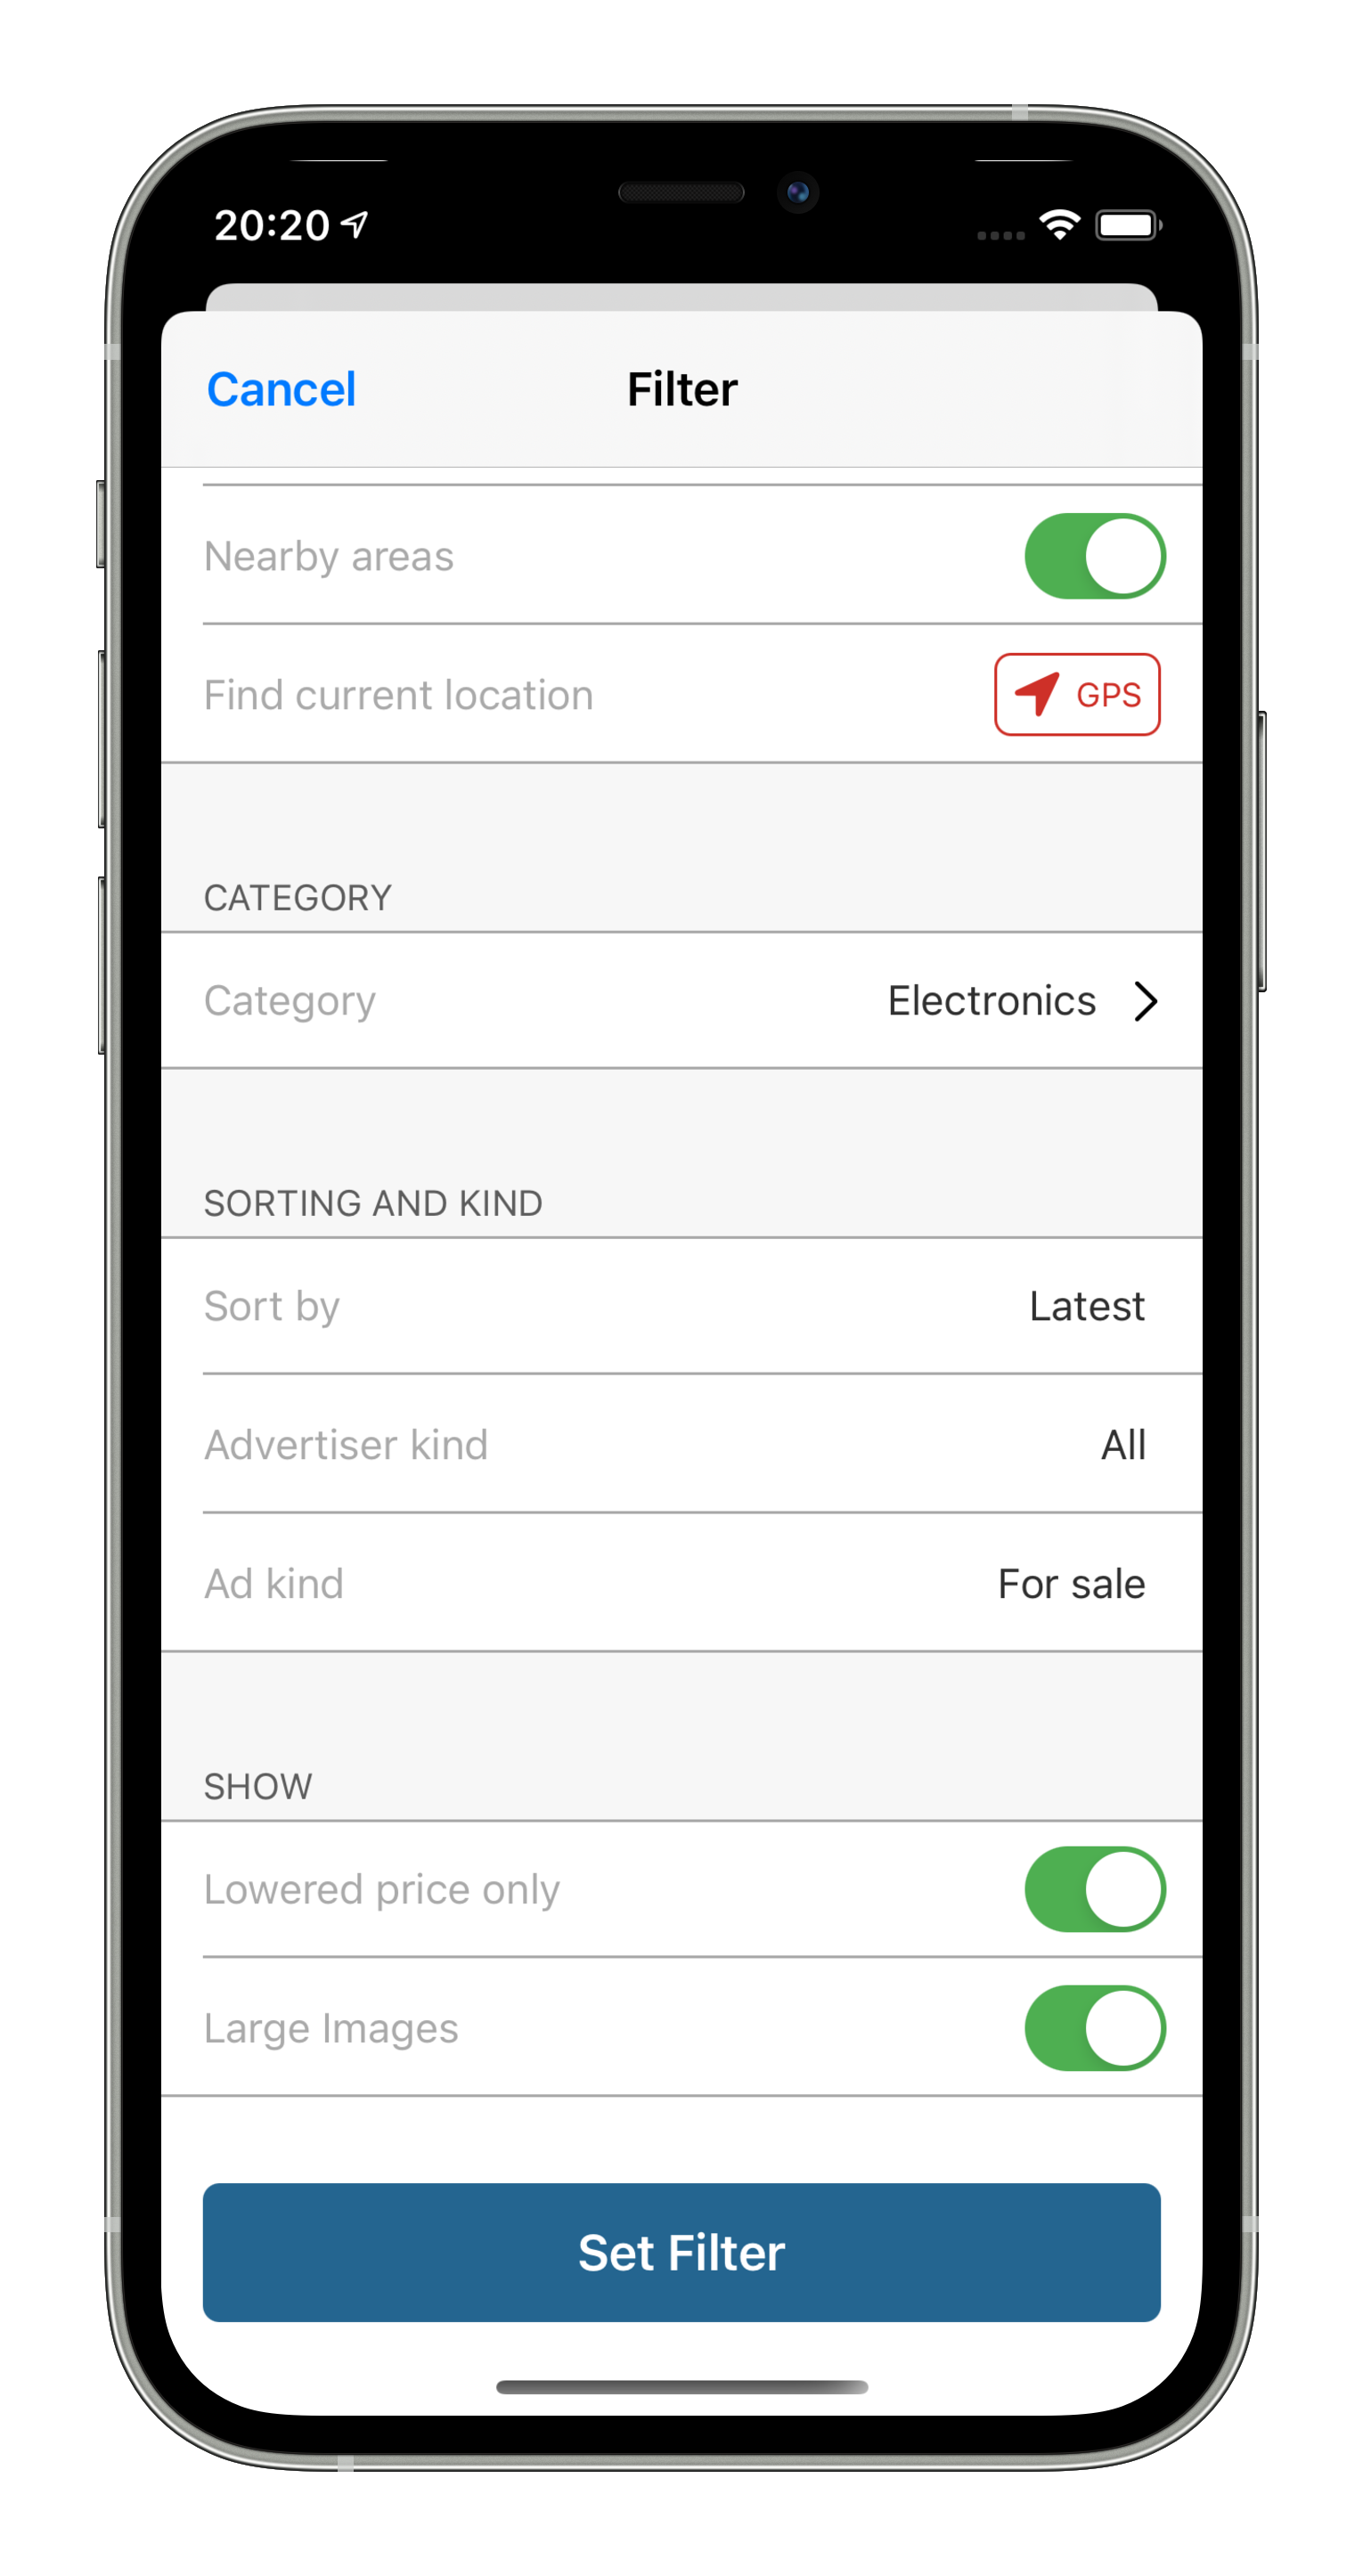 20:20
Cancel Filter
Nearby areas
Find current location GPS
CATEGORY
Category Electronics
SORTING AND KIND
Sort by Latest
Advertiser kind All
Ad kind For sale
SHOW
Lowered price only
Large Images
Set Filter